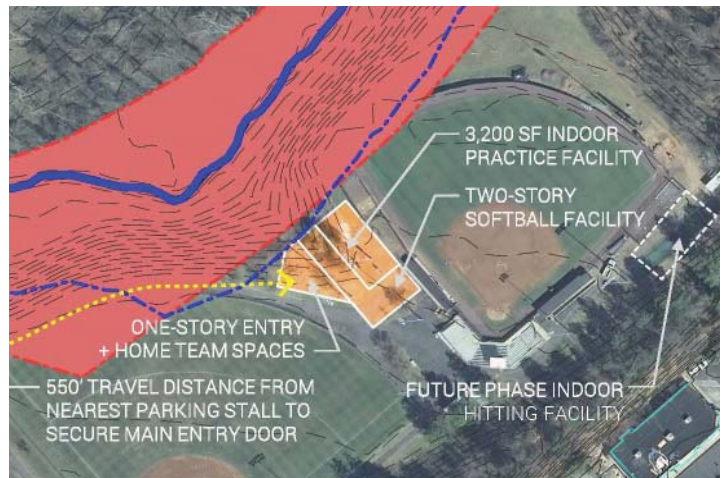 3,200 SF INDOOR
PRACTICE FACILITY
TWO-STORY
SOFTBALL FACILITY
ONE-STORY ENTRY
+ HOME TEAM SPACES
550' TRAVEL DISTANCE FROM
NEAREST PARKING STALL TO
SECURE MAIN ENTRY DOOR
FUTURE PHASE INDOOR
HITTING FACILITY